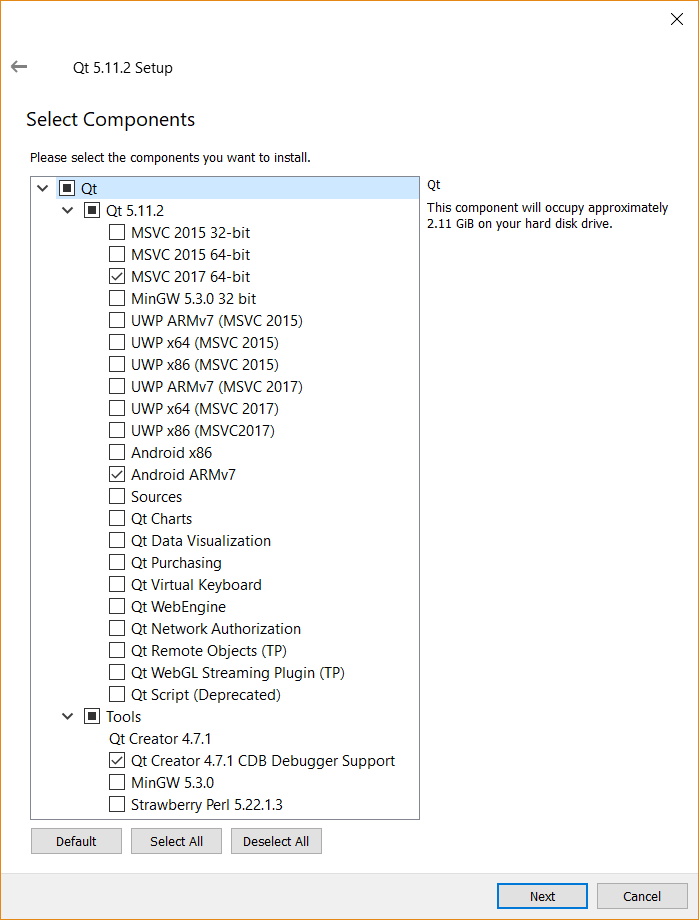 Qt 5.11.2 Setup
Select Components
Please select the components you want to install.
Qt
Qt 5.11.2
MSVC 2015 32-bit
MSVC 2015 64-bit
MSVC 2017 64-bit
MinGW 5.3.0 32 bit
UWP ARMv7 (MSVC 2015)
UWP x64 (MSVC 2015)
UWP x86 (MSVC 2015)
UWP ARMv7 (MSVC 2017)
UWP x64 (MSVC 2017)
UWP x86 (MSVC2017)
Android x86
Android ARMv7
Sources
Qt Charts
Qt Data Visualization
Qt Purchasing
Qt Virtual Keyboard
Qt WebEngine
Qt Network Authorization
Qt Remote Objects (TP)
Qt WebGL Streaming Plugin (TP)
Qt Script (Deprecated)
Tools
Qt Creator 4.7.1
Qt Creator 4.7.1 CDB Debugger Support
MinGW 5.3.0
Strawberry Perl 5.22.1.3
Qt
This component will occupy approximately
2.11 GiB on your hard disk drive.
Default
Select All
Deselect All
Next
Cancel